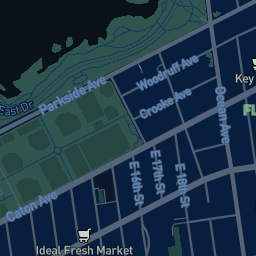 Woodruff Ave
Key
Parkside Ave
East Dr
Crooke Ave
Ocean Ave
FL
E 16th St
E 17th St
E 18th St
Caton Ave
Ideal Fresh Market